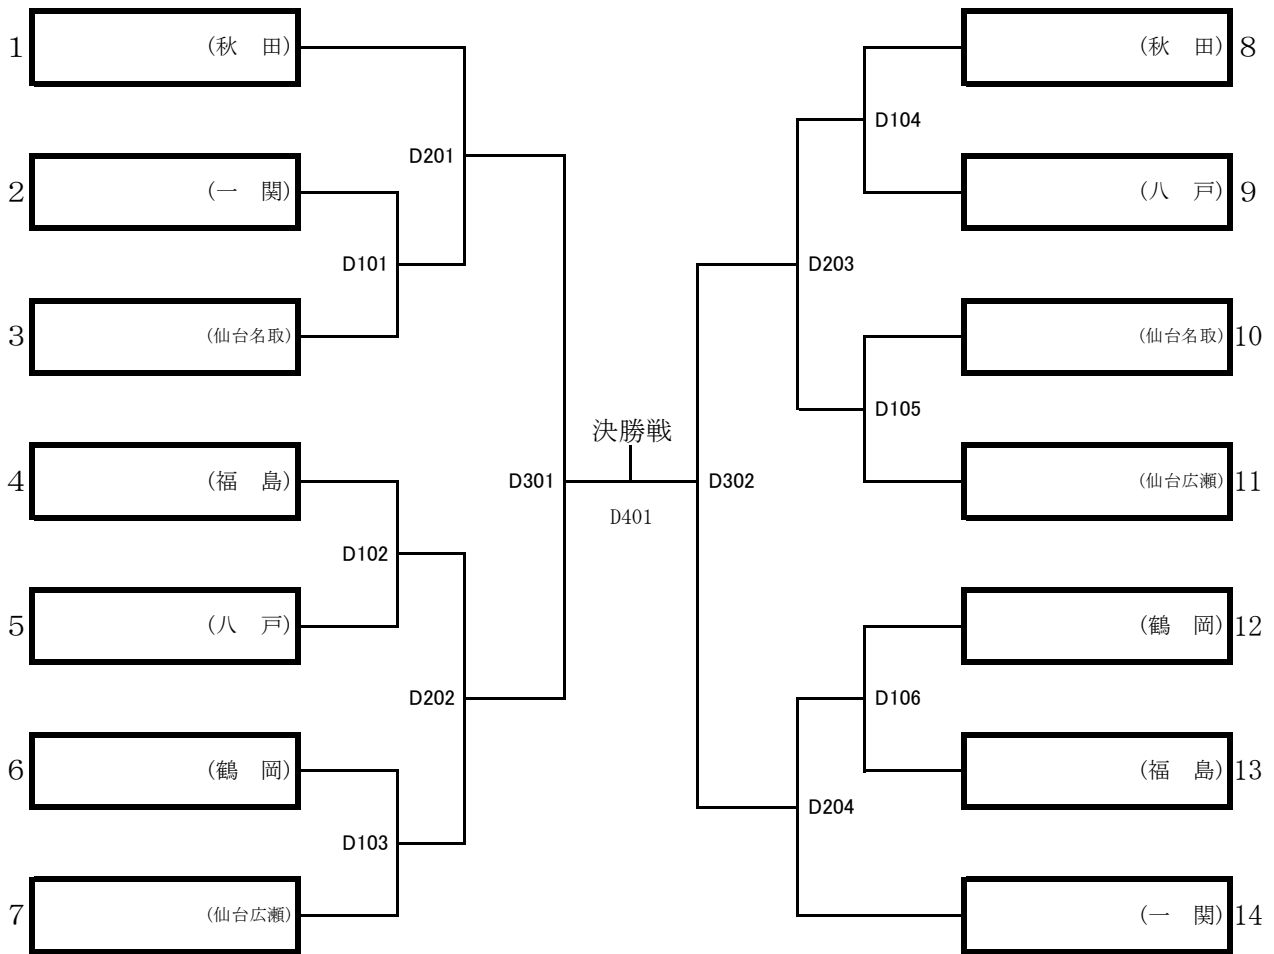 1 (秋 田)
(秋 田) 8
D104
D201
2 (一 関)
(八 戸) 9
D101
D203
3 (仙台名取)
(仙台名取) 10
D105
決勝戦
4 (福 島)
D301
D302
(仙台広瀬) 11
D401
D102
5 (八 戸)
(鶴 岡) 12
D202
D106
6 (鶴 岡)
(福 島) 13
D204
D103
7 (仙台広瀬)
(一 関) 14